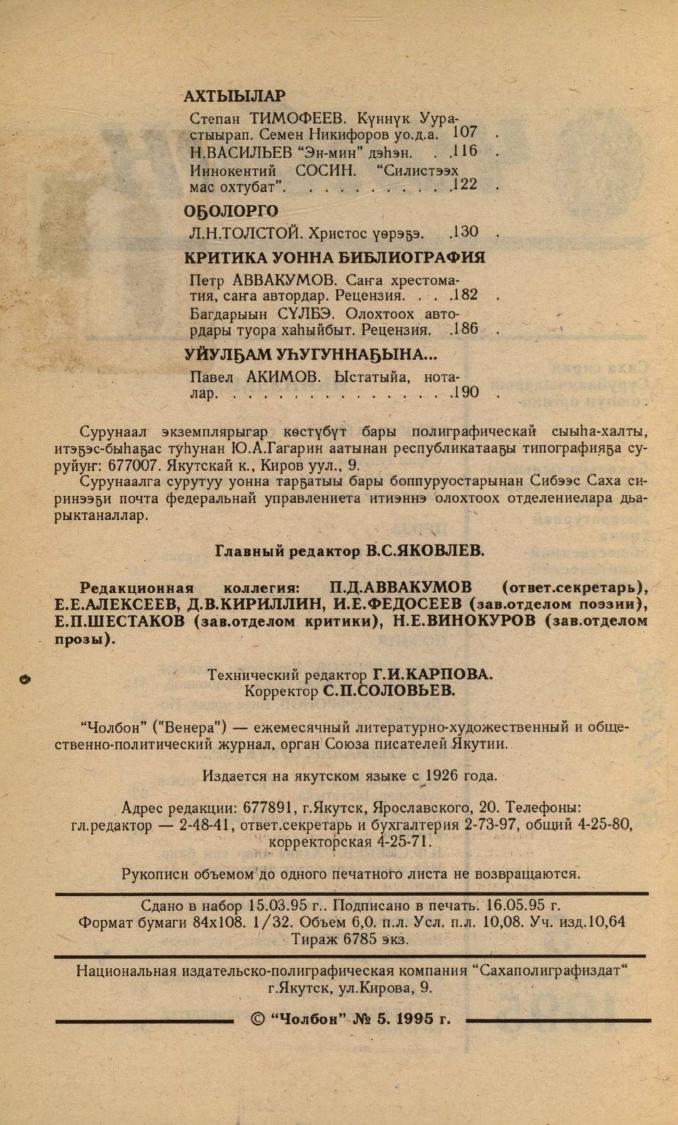 АХТЫЫЛАР
Степан ТИМОФЕЕВ. Күннүк Уура-
стыырап. Семен Никифоров уо.д.а. 107 .
Н.ВАСИЛЬЕВ "Эн-мин" дэһэн. . .116 .
Иннокентий СОСИН. "Силистээх
мас охтубат". . . . . . . . . . .122 .
ОҔОЛОРГО
Л.Н.ТОЛСТОЙ. Христос үөрэҕэ. .130 .
КРИТИКА УОННА БИБЛИОГРАФИЯ
Петр АВВАКУМОВ. Саҥа хрестома-
тия, саҥа автордар. Рецензия. . . .182 .
Багдарыын СҮЛБЭ. Олохтоох авто-
рдары туора хаһыйбыт. Рецензия. .186 .
УЙУЛҔАМ УҺУГУННАҔЫНА...
Павел АКИМОВ. Ыстатыйа, нота-
лар. . . . . . . . . . . . . . . .190 .
Сурунаал экземплярыгар көстүбүт бары полиграфическай сыыһа-халты,
итэҕэс-быһаҕас туһунан Ю.А.Гагарин аатынан республикатааҕы типографияҕа су-
руйуҥ: 677007. Якутскай к., Киров уул., 9.
Сурунаалга сурутуу уонна тарҕатыы бары боппуруостарынан Сибээс Саха си-
ринээҕи почта федеральнай управлениета итиэннэ олохтоох отделениелара дьа-
рыктаналлар.
Главный редактор В.С.ЯКОВЛЕВ.
Редакционная коллегия: П.Д.АВВАКУМОВ (ответ.секретарь),
Е.Е.АЛЕКСЕЕВ, Д.В.КИРИЛЛИН, И.Е.ФЕДОСЕЕВ (зав.отделом поэзии),
Е.П.ШЕСТАКОВ (зав.отделом критики), Н.Е.ВИНОКУРОВ (зав.отделом
прозы).
Технический редактор Г.И.КАРПОВА.
Корректор С.П.СОЛОВЬЕВ.
"Чолбон" ("Венера") — ежемесячный литературно-художественный и обще-
ственно-политический журнал, орган Союза писателей Якутии.
Издается на якутском языке с 1926 года.
Адрес редакции: 677891, г.Якутск, Ярославского, 20. Телефоны:
гл.редактор — 2-48-41, ответ.секретарь и бухгалтерия 2-73-97, общий 4-25-80,
корректорская 4-25-71.
Рукописи объемом до одного печатного листа не возвращаются.
Сдано в набор 15.03.95 г.. Подписано в печать. 16.05.95 г.
Формат бумаги 84х108. 1/32. Объем 6,0. п.л. Усл. п.л. 10,08. Уч. изд.10,64
Тираж 6785 экз.
Национальная издательско-полиграфическая компания "Сахаполиграфиздат"
г.Якутск, ул.Кирова, 9.
© "Чолбон" № 5. 1995 г.